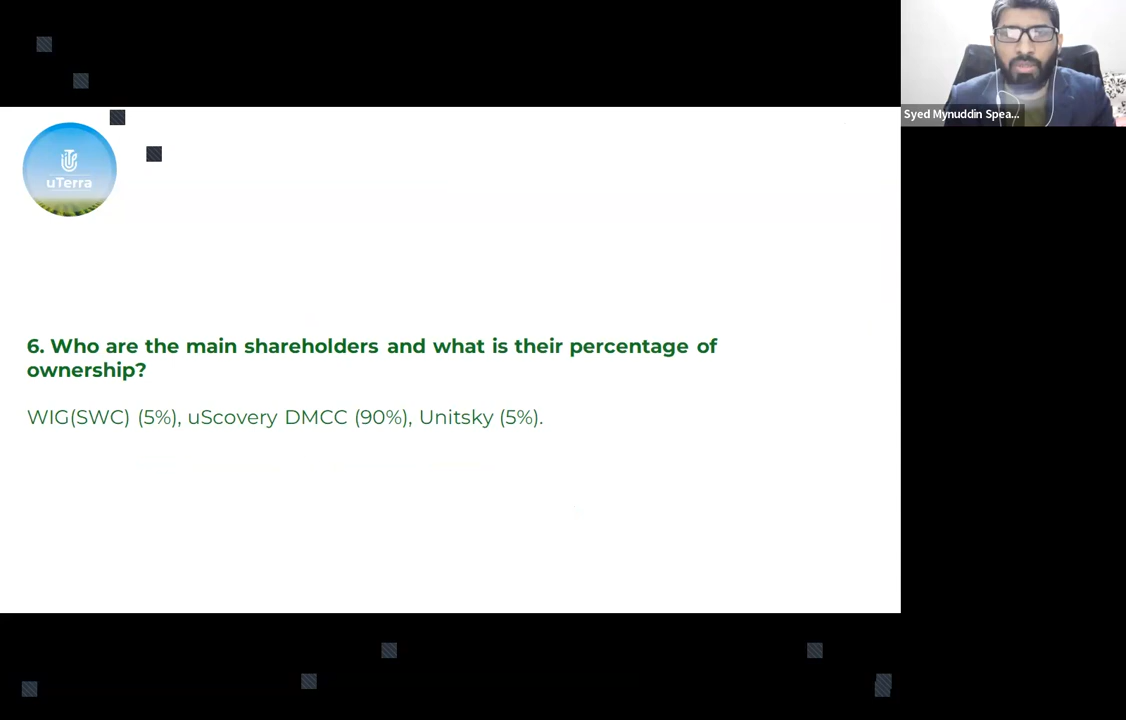 Syed Mynuddin Spea...
uTerra
6. Who are the main shareholders and what is their percentage of
ownership?
WIG(SWC) (5%), uScovery DMCC (90%), Unitsky (5%).